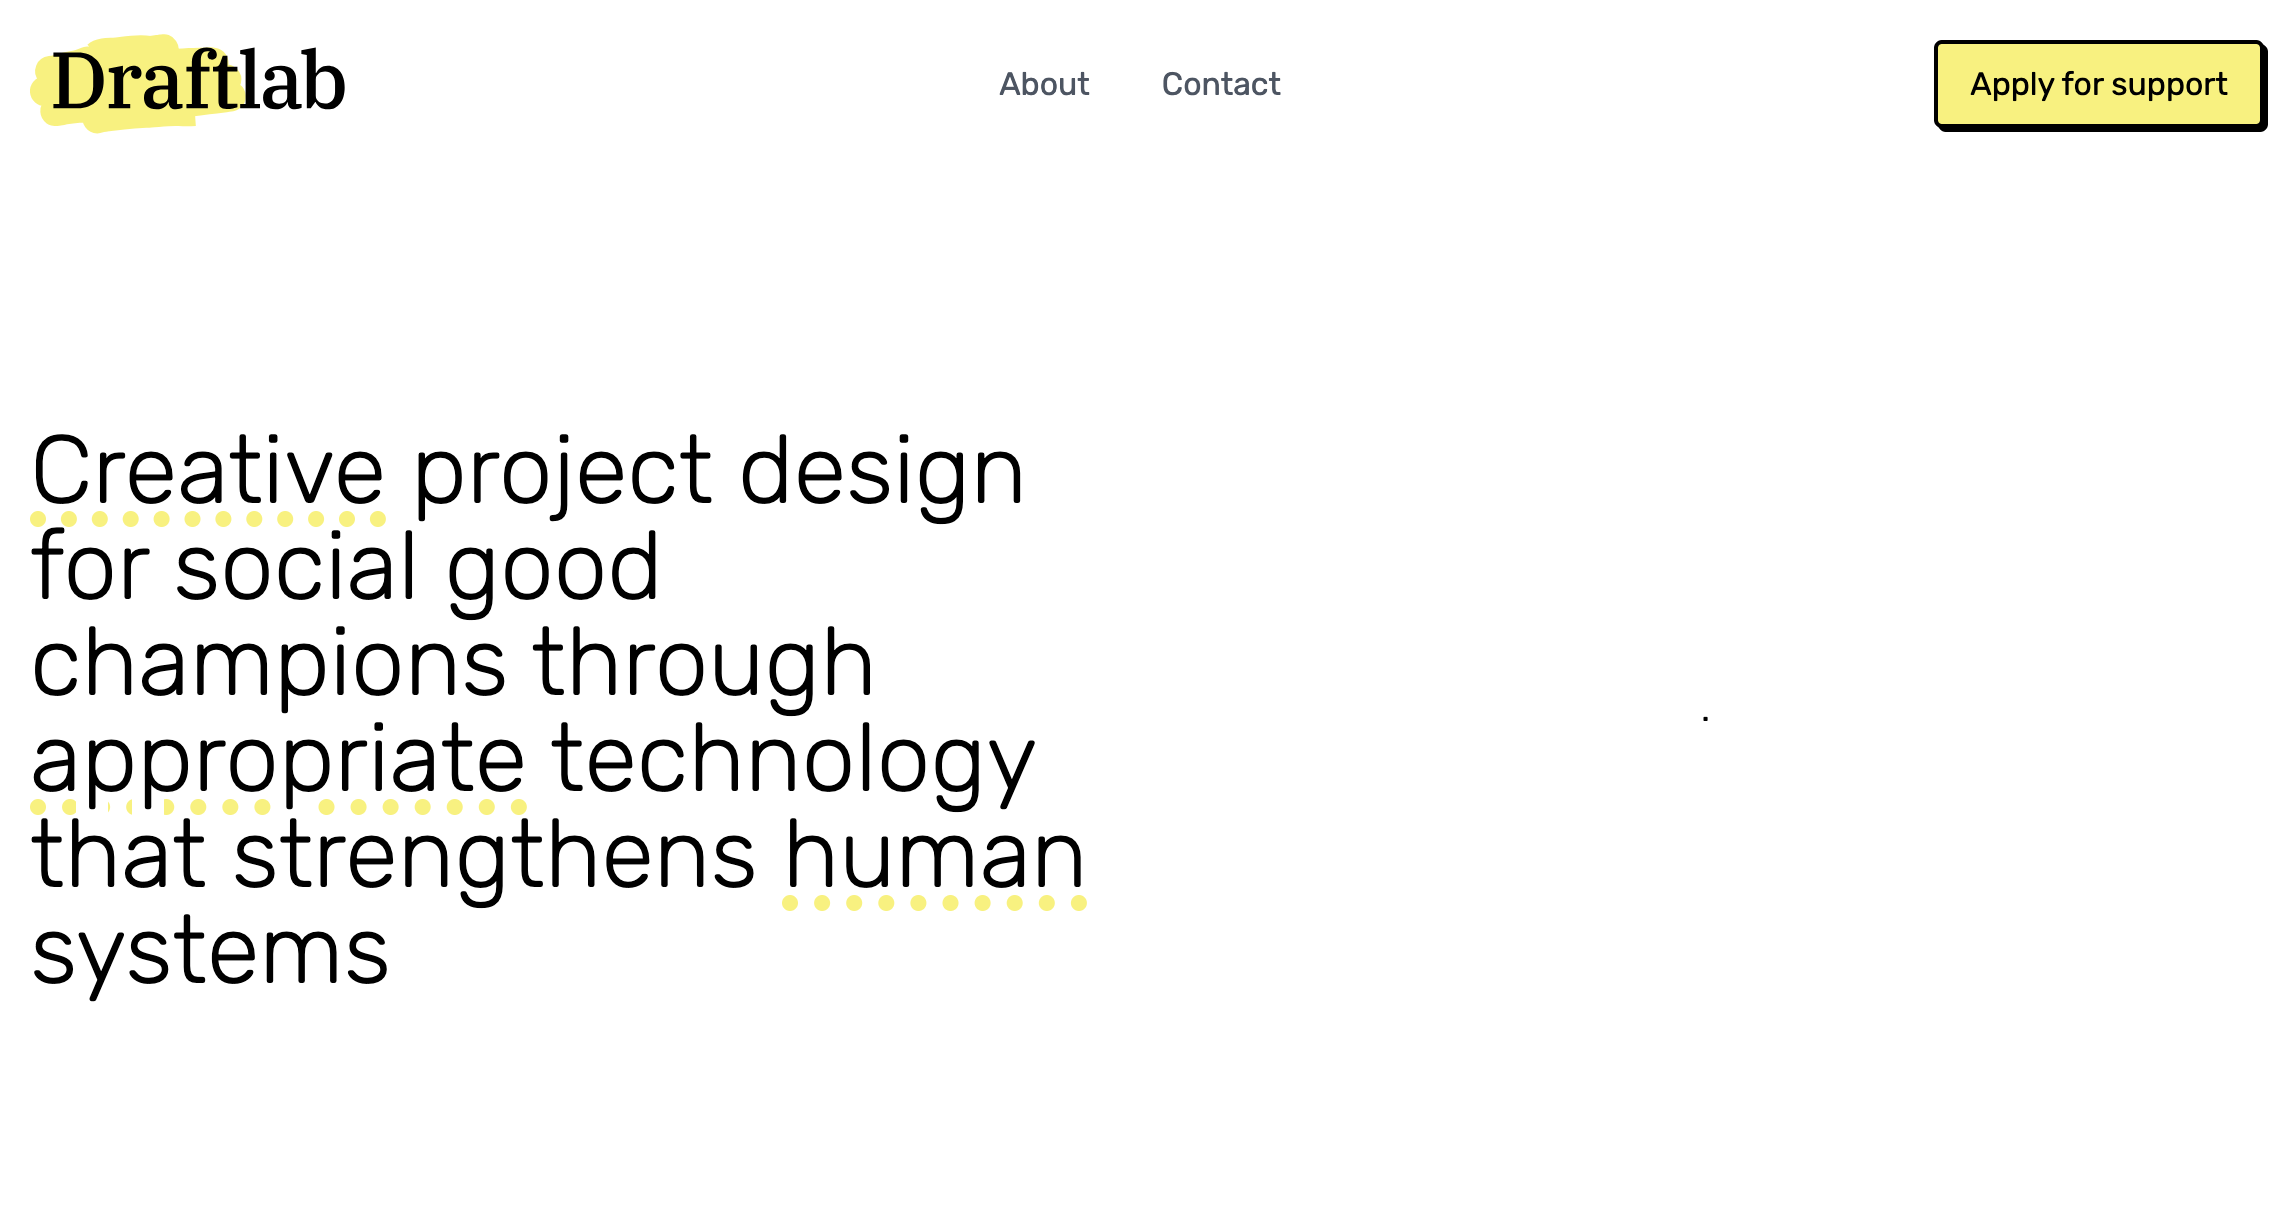 Draftlab
About
Contact
Apply for support
Creative project design
for social good
champions through
appropriate technology
that strengthens human
systems